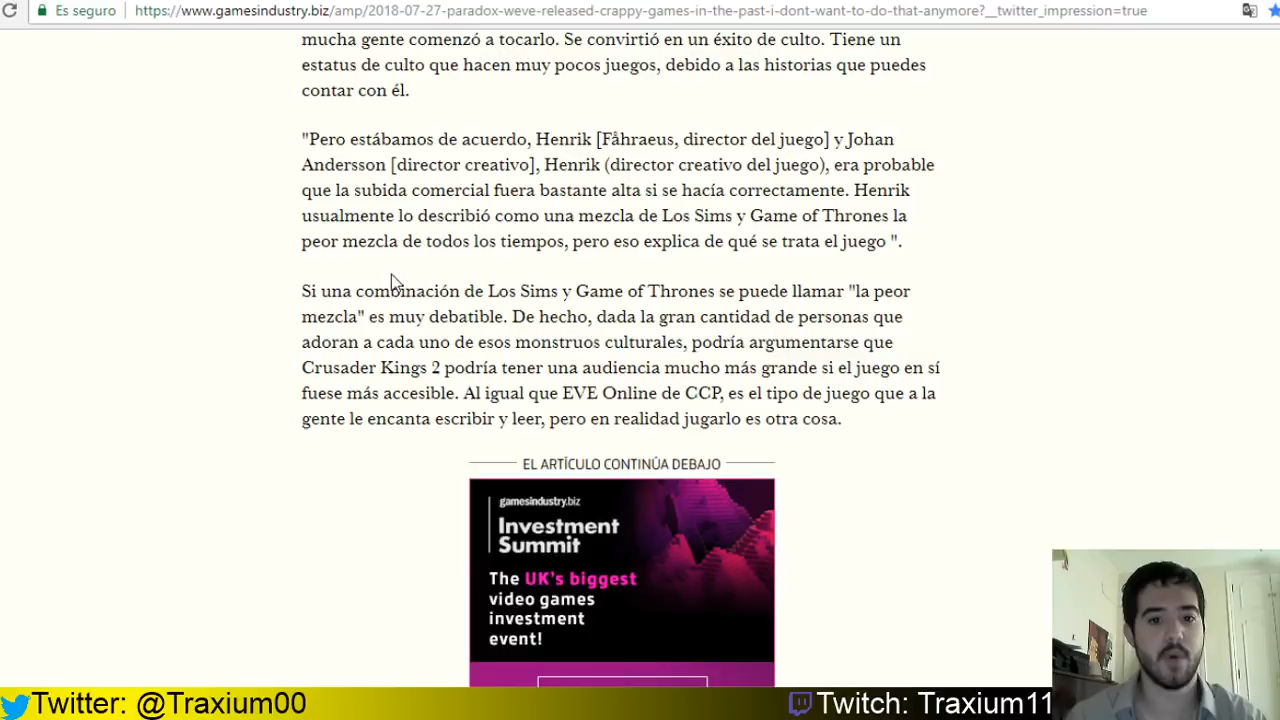 Es seguro
https://www.gamesindustry.biz/amp/2018-07-27-paradox-weve-released-crappy-games-in-the-past-i-dont-want-to-do-that-anymore?__twitter_impression=true
mucha gente comenzó a tocarlo. Se convirtió en un éxito de culto. Tiene un
estatus de culto que hacen muy pocos juegos, debido a las historias que puedes
contar con él.
"Pero estábamos de acuerdo, Henrik [Fåhraeus, director del juego] y Johan
Andersson [director creativo], Henrik (director creativo del juego), era probable
que la subida comercial fuera bastante alta si se hacía correctamente. Henrik
usualmente lo describió como una mezcla de Los Sims y Game of Thrones la
peor mezcla de todos los tiempos, pero eso explica de qué se trata el juego ".
Si una combinación de Los Sims y Game of Thrones se puede llamar "la peor
mezcla" es muy debatible. De hecho, dada la gran cantidad de personas que
adoran a cada uno de esos monstruos culturales, podría argumentarse que
Crusader Kings 2 podría tener una audiencia mucho más grande si el juego en sí
fuese más accesible. Al igual que EVE Online de CCP, es el tipo de juego que a la
gente le encanta escribir y leer, pero en realidad jugarlo es otra cosa.
EL ARTÍCULO CONTINÚA DEBAJO
gamesindustry.biz
Investment
Summit
The UK's biggest
video games
investment
event!
Twitter: @Traxium00
Twitch: Traxium11